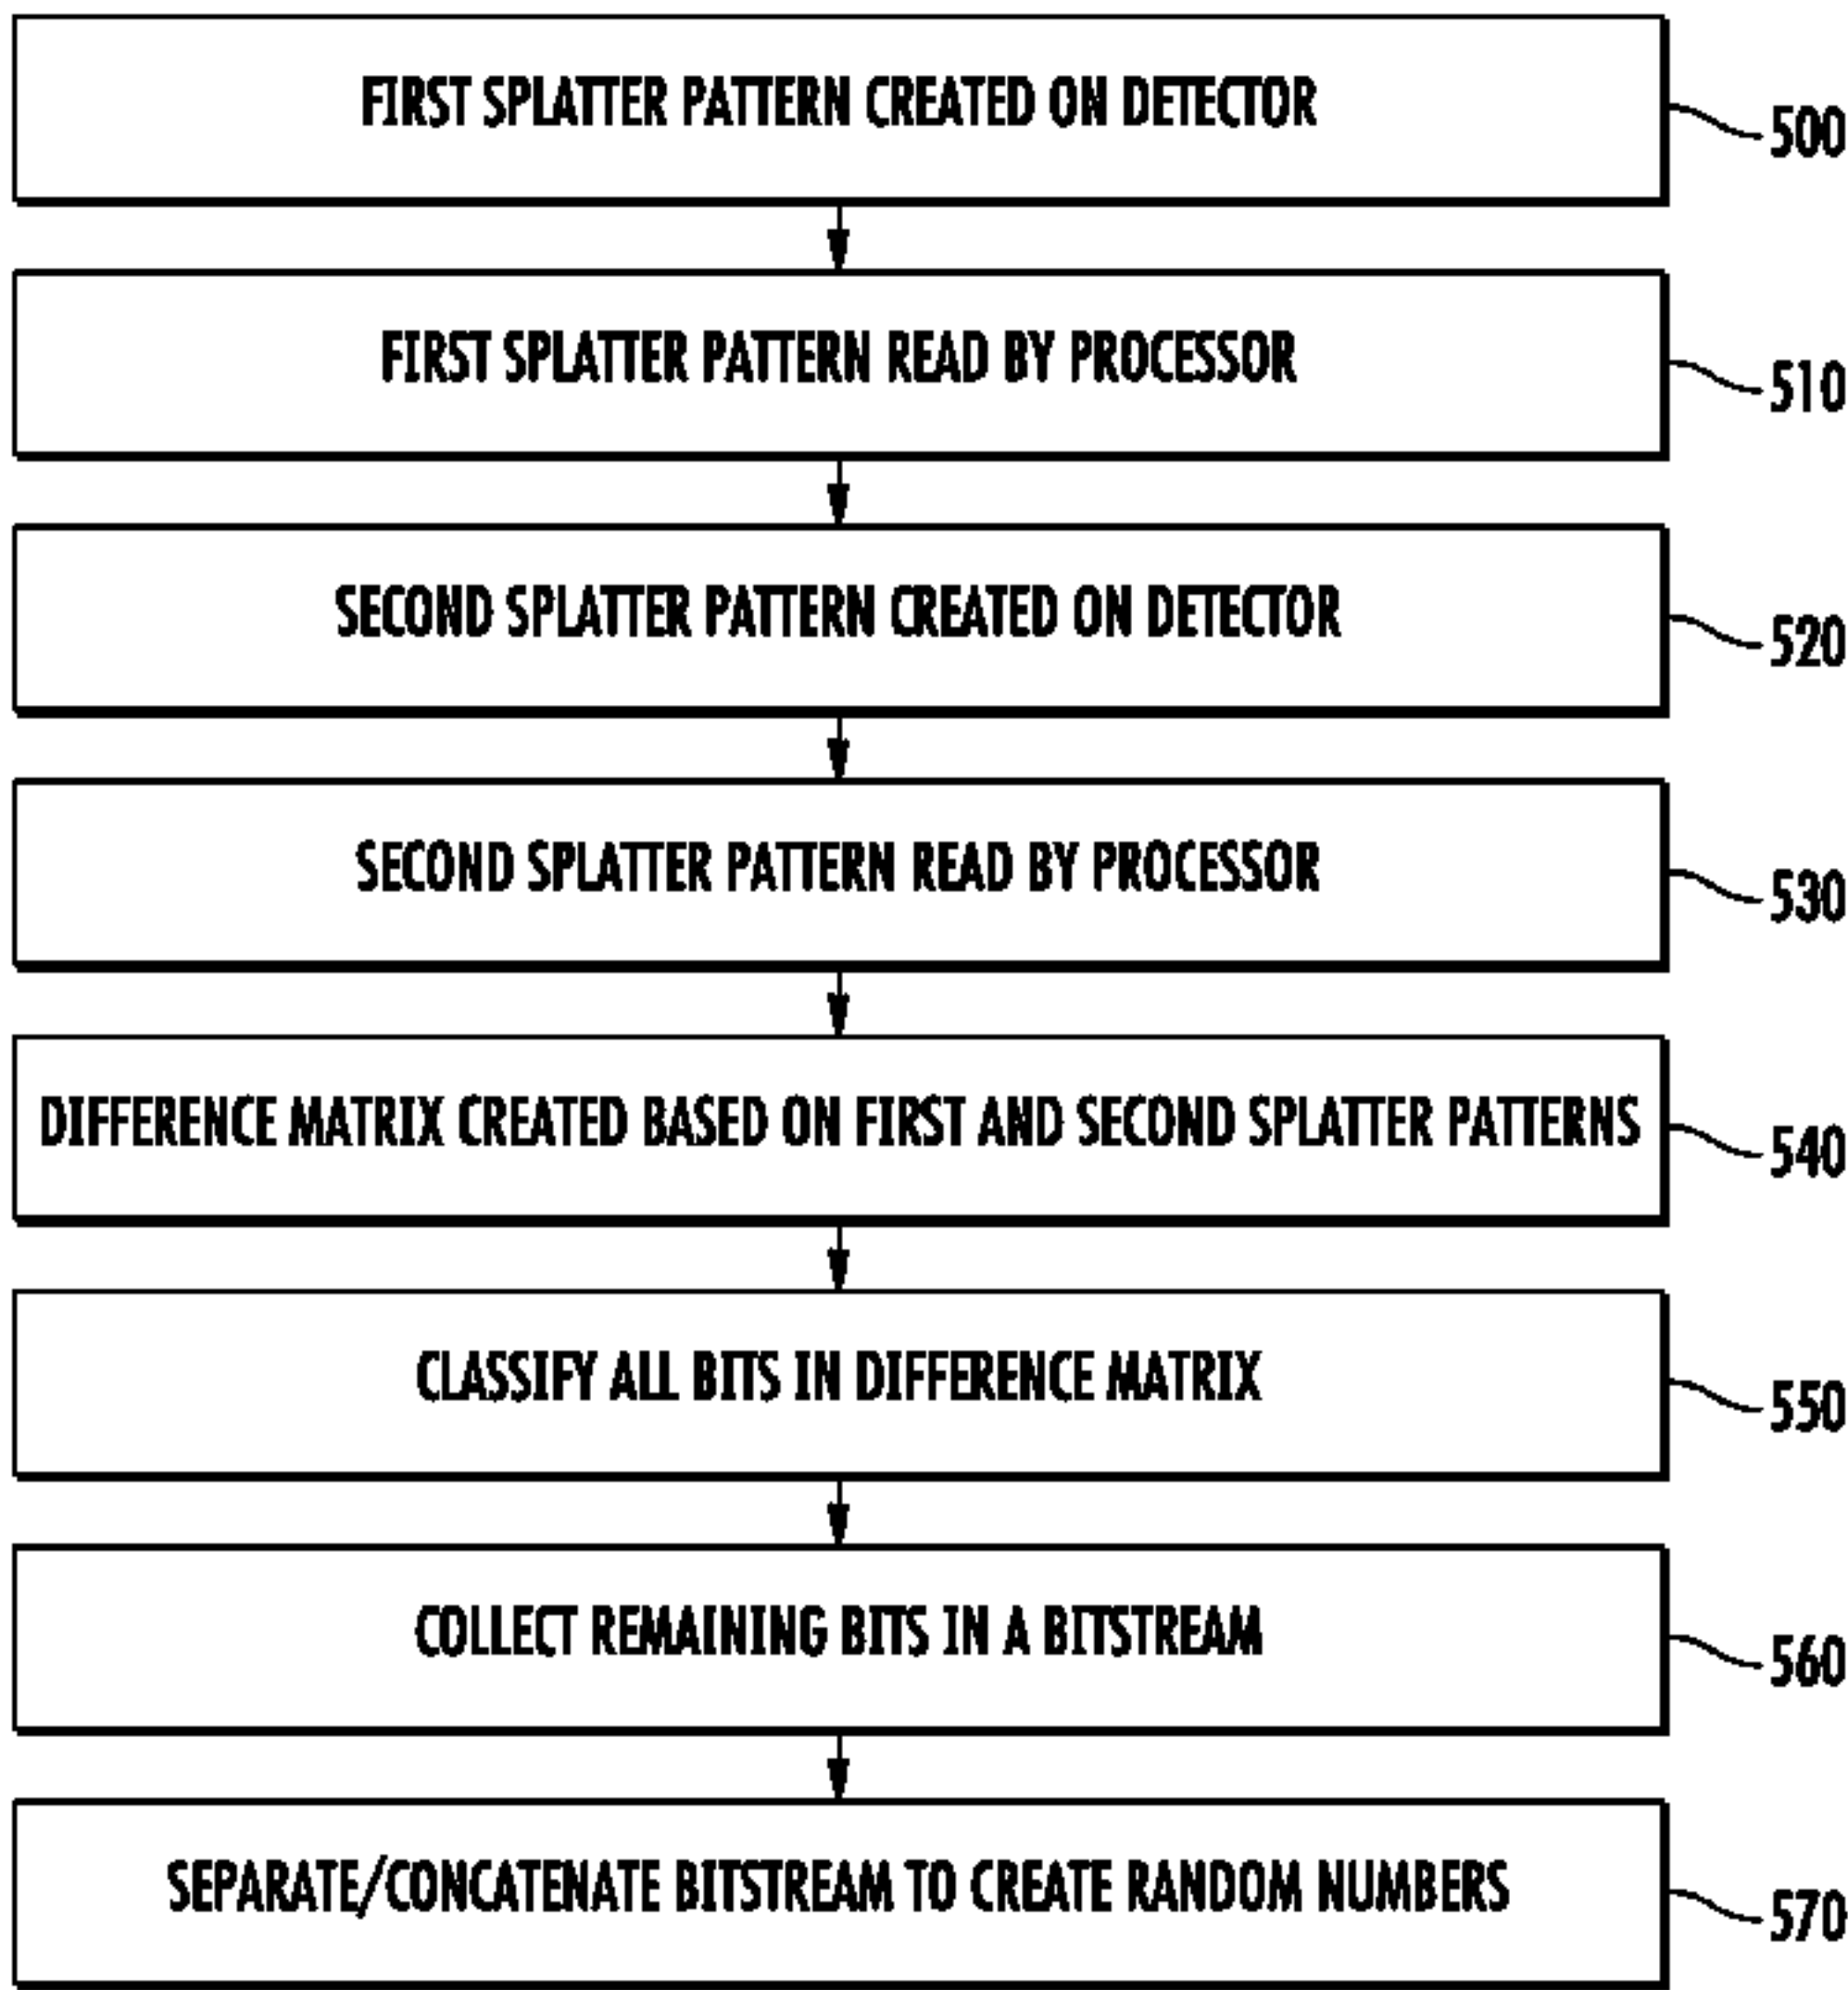 FIRST SPLATTER PATTERN CREATED ON DETECTOR
500
FIRST SPLATTER PATTERN READ BY PROCESSOR
510
SECOND SPLATTER PATTERN CREATED ON DETECTOR
520
SECOND SPLATTER PATTERN READ BY PROCESSOR
530
DIFFERENCE MATRIX CREATED BASED ON FIRST AND SECOND SPLATTER PATTERNS
540
CLASSIFY ALL BITS IN DIFFERENCE MATRIX
550
COLLECT REMAINING BITS IN A BITSTREAM
560
SEPARATE/CONCATENATE BITSTREAM TO CREATE RANDOM NUMBERS
570